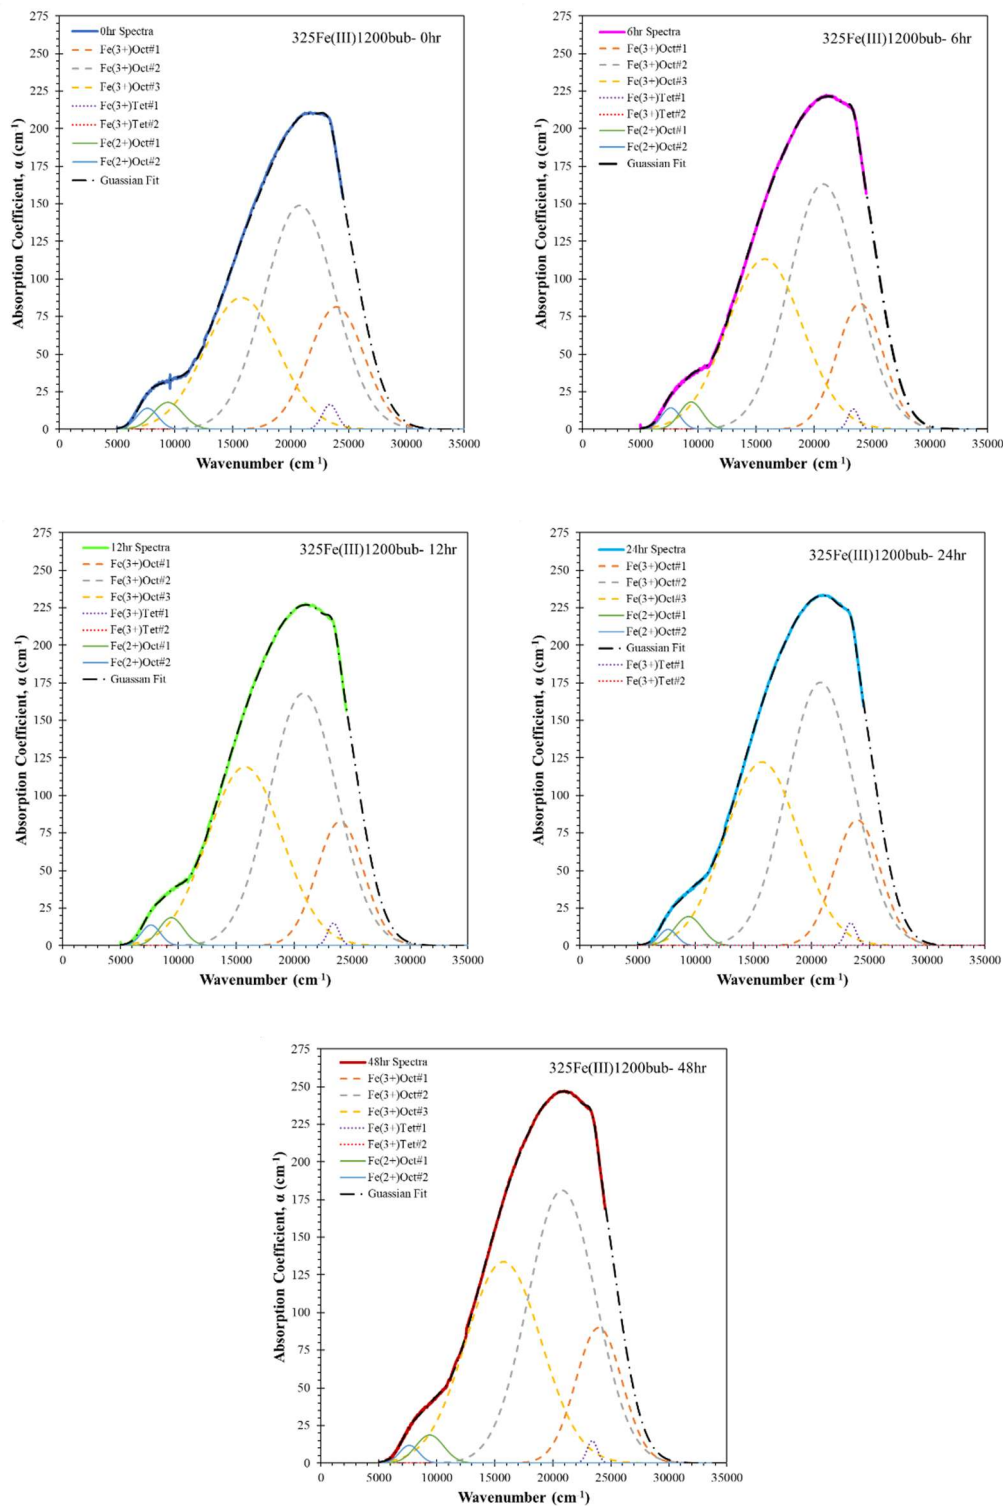 325Fe(III)1200bub- 0hr
0hr Spectra
Fe(3+)Oct#1
Fe(3+)Oct#2
Fe(3+)Oct#3
Fe(3+)Tet#1
Fe(3+)Tet#2
Fe(2+)Oct#1
Fe(2+)Oct#2
Guassian Fit
Absorption Coefficient, α (cm-1)
275
250
225
200
175
150
125
100
75
50
25
0
0 5000 10000 15000 20000 25000 30000 35000
Wavenumber (cm-1)
325Fe(III)1200bub- 6hr
6hr Spectra
Fe(3+)Oct#1
Fe(3+)Oct#2
Fe(3+)Oct#3
Fe(3+)Tet#1
Fe(3+)Tet#2
Fe(2+)Oct#1
Fe(2+)Oct#2
Guassian Fit
Absorption Coefficient, α (cm-1)
275
250
225
200
175
150
125
100
75
50
25
0
0 5000 10000 15000 20000 25000 30000 35000
Wavenumber (cm-1)
325Fe(III)1200bub- 12hr
12hr Spectra
Fe(3+)Oct#1
Fe(3+)Oct#2
Fe(3+)Oct#3
Fe(3+)Tet#1
Fe(3+)Tet#2
Fe(2+)Oct#1
Fe(2+)Oct#2
Guassan Fit
Absorption Coefficient, α (cm-1)
275
250
225
200
175
150
125
100
75
50
25
0
0 5000 10000 15000 20000 25000 30000 35000
Wavenumber (cm-1)
325Fe(III)1200bub- 24hr
24hr Spectra
Fe(3+)Oct#1
Fe(3+)Oct#2
Fe(3+)Oct#3
Fe(2+)Oct#1
Fe(2+)Oct#2
Guassian Fit
Fe(3+)Tet#1
Fe(3+)Tet#2
Absorption Coefficient, α (cm-1)
275
250
225
200
175
150
125
100
75
50
25
0
0 5000 10000 15000 20000 25000 30000 35000
Wavenumber (cm-1)
325Fe(III)1200bub- 48hr
48hr Spectra
Fe(3+)Oct#1
Fe(3+)Oct#2
Fe(3+)Oct#3
Fe(3+)Tet#1
Fe(3+)Tet#2
Fe(2+)Oct#1
Fe(2+)Oct#2
Guassian Fit
Absorption Coefficient, α (cm-1)
275
250
225
200
175
150
125
100
75
50
25
0
0 5000 10000 15000 20000 25000 30000 35000
Wavenumber (cm-1)